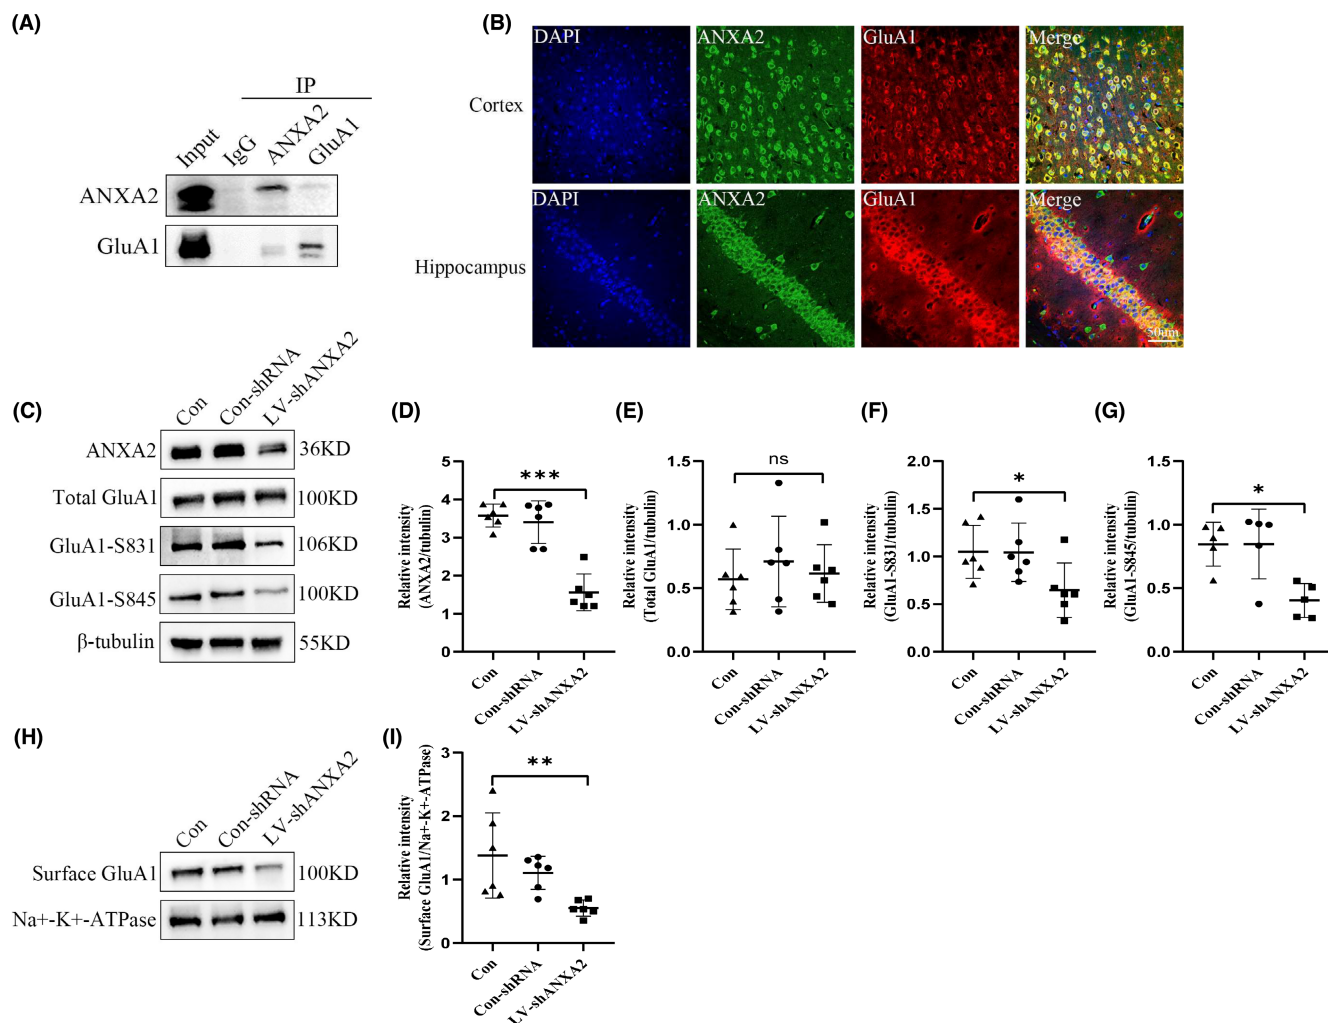 (A)
IP
Input
IgG
ANXA2
GluA1
ANXA2
GluA1
(B)
DAPI
ANXA2
GluA1
Merge
Cortex
DAPI
ANXA2
GluA1
Merge
Hippocampus
50um
(C)
Con
Con-shRNA
LV-shANXA2
ANXA2
36KD
Total GluA1
100KD
GluA1-S831
106KD
GluA1-S845
100KD
β-tubulin
55KD
(D)
Relative intensity
(ANXA2/tubulin)
5
4
3
2
1
0
***
Con
Con-shRNA
LV-shANXA2
(E)
Relative intensity
(Total GluA1/tubulin)
1.5
1.0
0.5
0.0
ns
Con
Con-shRNA
LV-shANXA2
(F)
Relative intensity
(GluA1-S831/tubulin)
2.0
1.5
1.0
0.5
0.0
*
Con
Con-shRNA
LV-shANXA2
(G)
Relative intensity
(GluA1-S845/tubulin)
1.5
1.0
0.5
0.0
*
Con
Con-shRNA
LV-shANXA2
(H)
Con
Con-shRNA
LV-shANXA2
Surface GluA1
100KD
Na+-K+-ATPase
113KD
(I)
Relative intensity
(Surface GluA1/Na+-K+-ATPase)
3
2
1
0
**
Con
Con-shRNA
LV-shANXA2